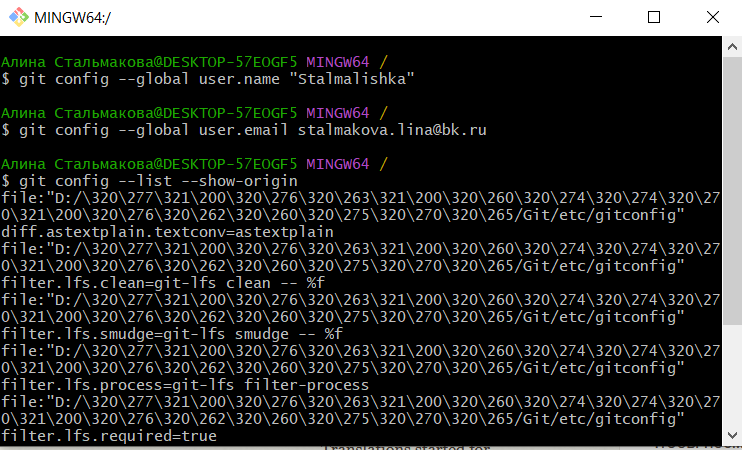 MINGW64:/
Алина Стальмакова@DESKTOP-57EOGF5 MINGW64 /
$ git config --global user.name "Stalmalishka"
Алина Стальмакова@DESKTOP-57EOGF5 MINGW64 /
$ git config --global user.email stalmakova.lina@bk.ru
Алина Стальмакова@DESKTOP-57EOGF5 MINGW64 /
$ git config --list --show-origin
file:"D:/\320\277\321\200\320\276\320\263\321\200\320\260\320\274\320\274\320\27
0\321\200\320\276\320\262\320\260\320\275\320\270\320\265/Git/etc/gitconfig"
diff.astextplain.textconv=astextplain
file:"D:/\320\277\321\200\320\276\320\263\321\200\320\260\320\274\320\274\320\27
0\321\200\320\276\320\262\320\260\320\275\320\270\320\265/Git/etc/gitconfig"
filter.lfs.clean=git-lfs clean -- %f
file:"D:/\320\277\321\200\320\276\320\263\321\200\320\260\320\274\320\274\320\27
0\321\200\320\276\320\262\320\260\320\275\320\270\320\265/Git/etc/gitconfig"
filter.lfs.smudge=git-lfs smudge -- %f
file:"D:/\320\277\321\200\320\276\320\263\321\200\320\260\320\274\320\274\320\27
0\321\200\320\276\320\262\320\260\320\275\320\270\320\265/Git/etc/gitconfig"
filter.lfs.process=git-lfs filter-process
file:"D:/\320\277\321\200\320\276\320\263\321\200\320\260\320\274\320\274\320\27
0\321\200\320\276\320\262\320\260\320\275\320\270\320\265/Git/etc/gitconfig"
filter.lfs.required=true
Translations started for